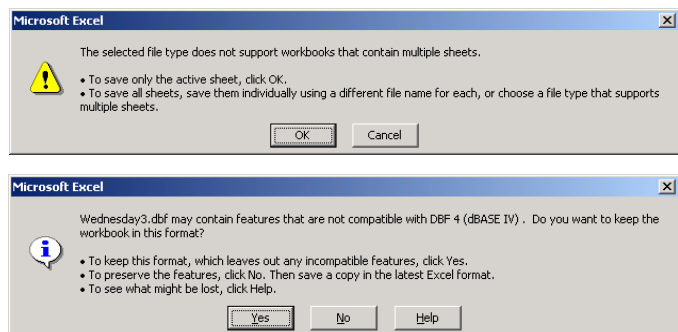 Microsoft Excel
The selected file type does not support workbooks that contain multiple sheets.
• To save only the active sheet, click OK.
• To save all sheets, save them individually using a different file name for each, or choose a file type that supports
multiple sheets.
OK Cancel
Microsoft Excel
Wednesday3.dbf may contain features that are not compatible with DBF 4 (dBASE IV) . Do you want to keep the
workbook in this format?
• To keep this format, which leaves out any incompatible features, click Yes.
• To preserve the features, click No. Then save a copy in the latest Excel format.
• To see what might be lost, click Help.
Yes No Help